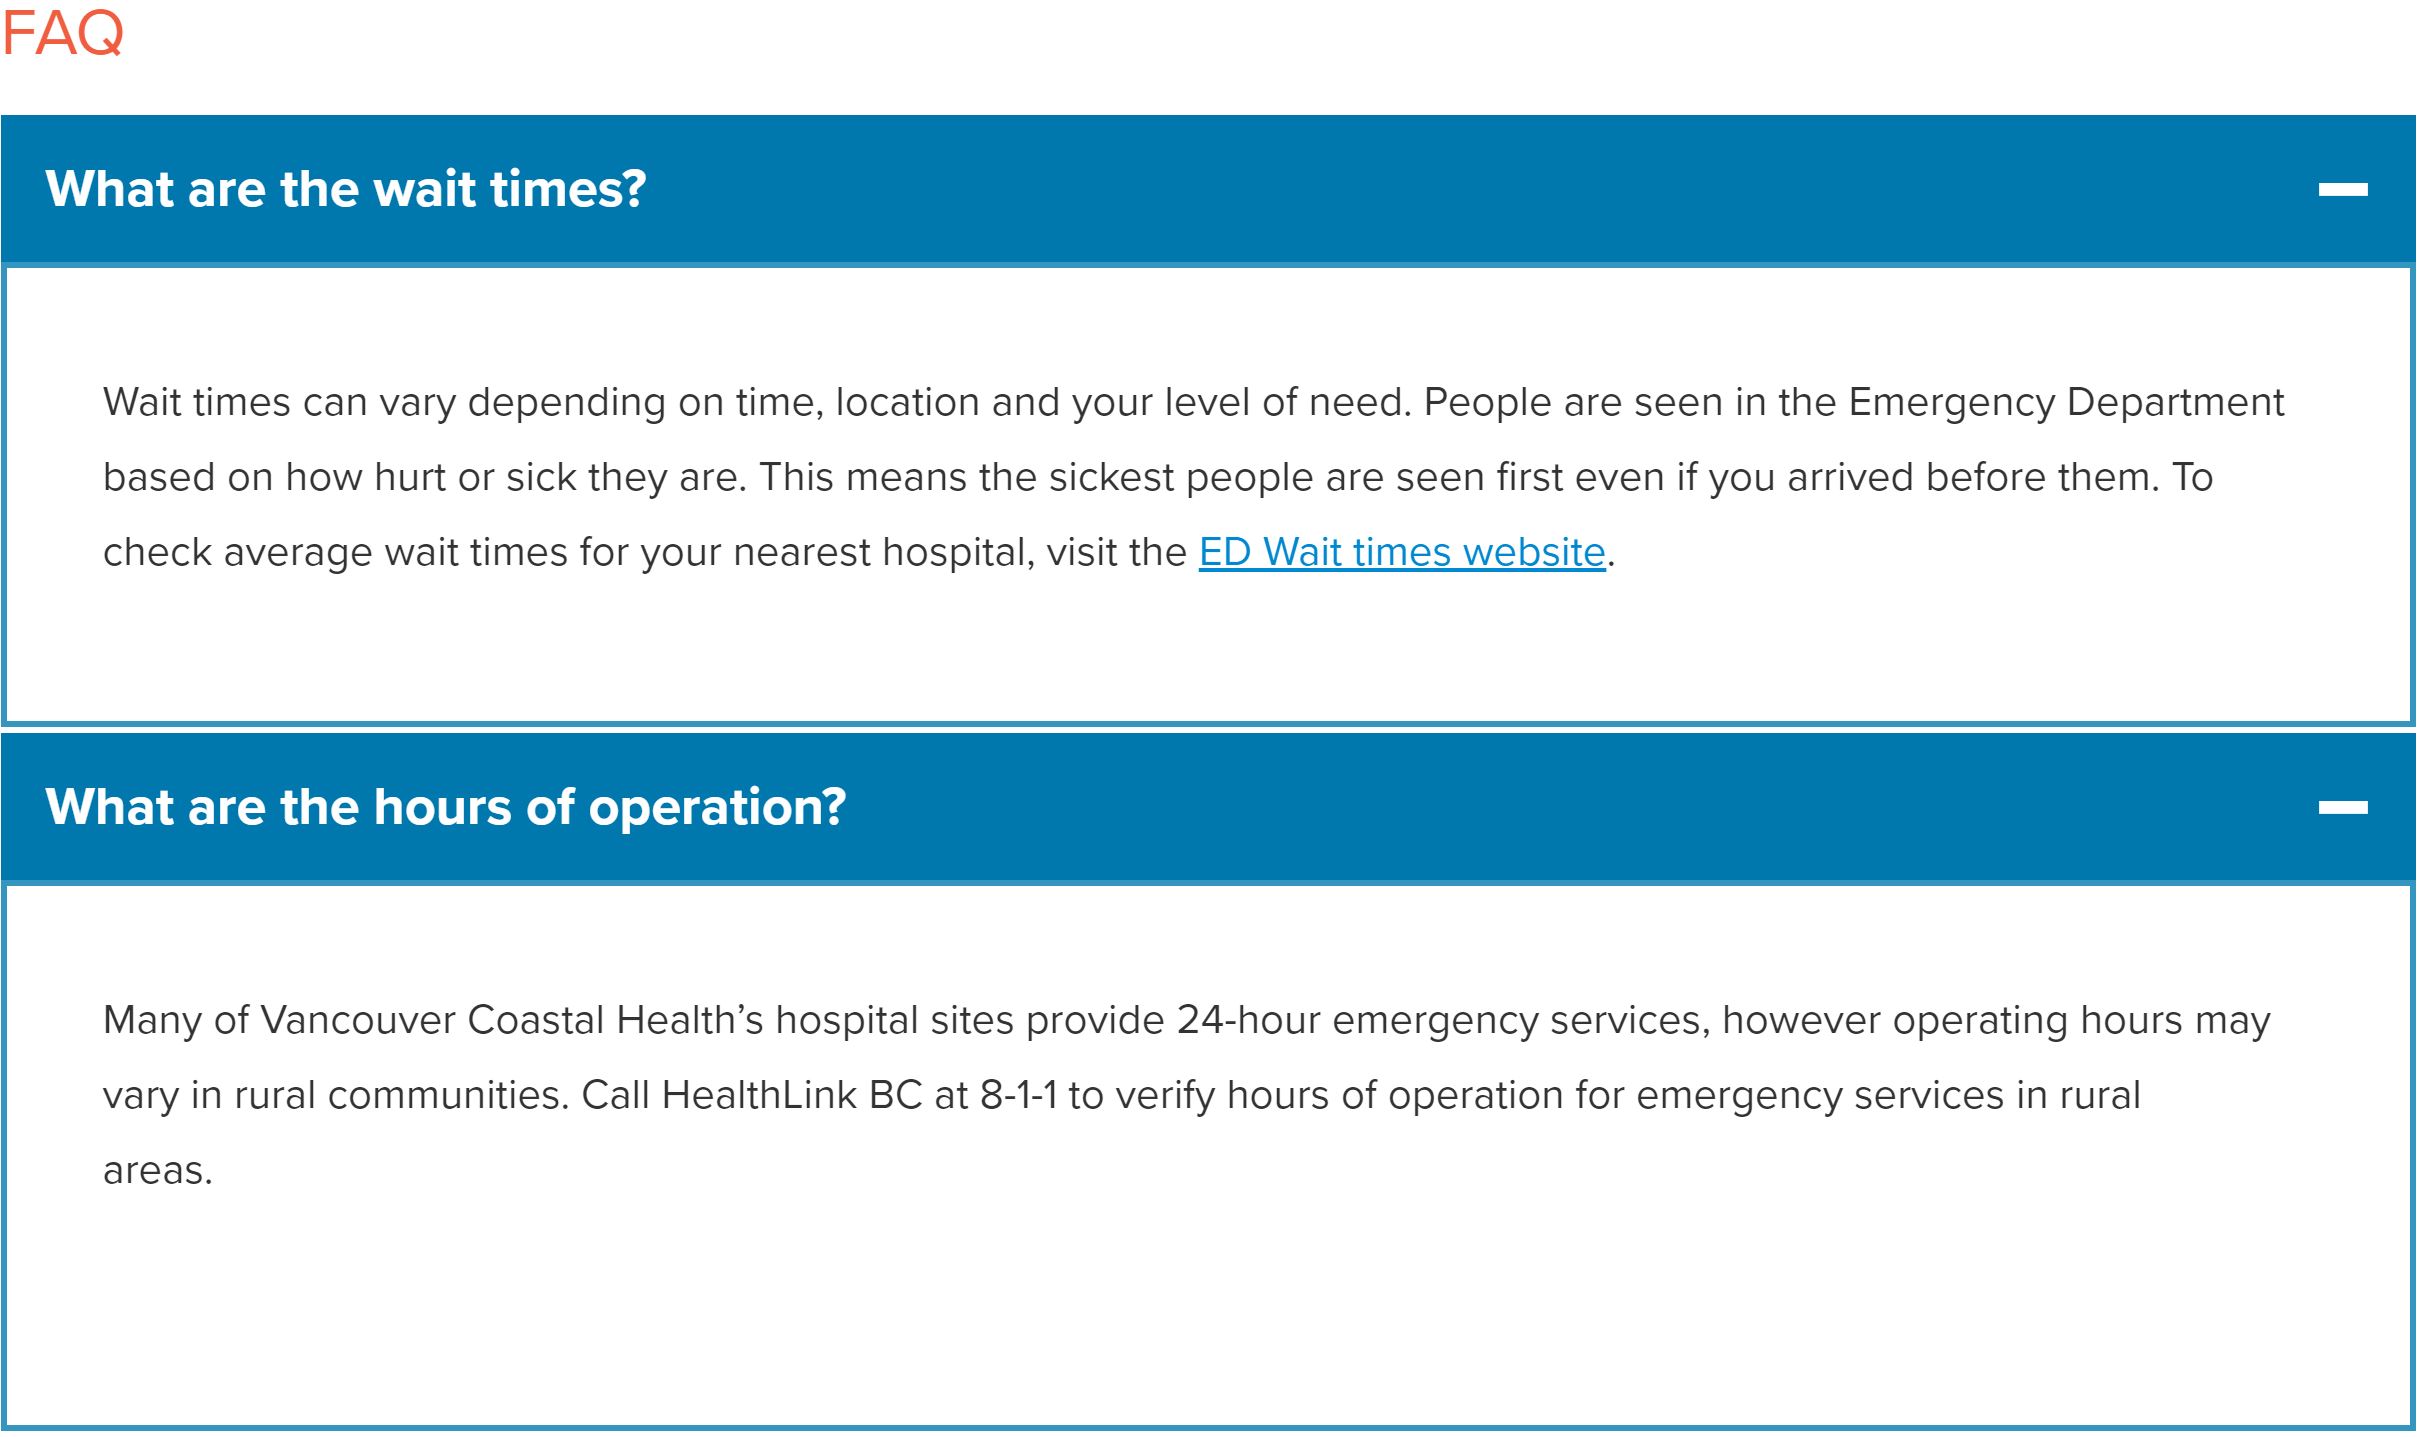 FAQ
What are the wait times?
Wait times can vary depending on time, location and your level of need. People are seen in the Emergency Department
based on how hurt or sick they are. This means the sickest people are seen first even if you arrived before them. To
check average wait times for your nearest hospital, visit the ED Wait times website.
What are the hours of operation?
Many of Vancouver Coastal Health’s hospital sites provide 24-hour emergency services, however operating hours may
vary in rural communities. Call HealthLink BC at 8-1-1 to verify hours of operation for emergency services in rural
areas.